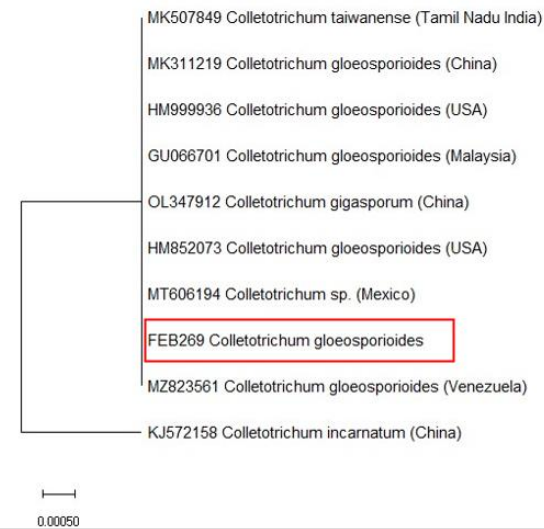 MK507849 Colletotrichum taiwanense (Tamil Nadu India)
MK311219 Colletotrichum gloeosporioides (China)
HM999936 Colletotrichum gloeosporioides (USA)
GU066701 Colletotrichum gloeosporioides (Malaysia)
OL347912 Colletotrichum gigasporum (China)
HM852073 Colletotrichum gloeosporioides (USA)
MT606194 Colletotrichum sp. (Mexico)
FEB269 Colletotrichum gloeosporioides
MZ823561 Colletotrichum gloeosporioides (Venezuela)
KJ572158 Colletotrichum incarnatum (China)
0.00050